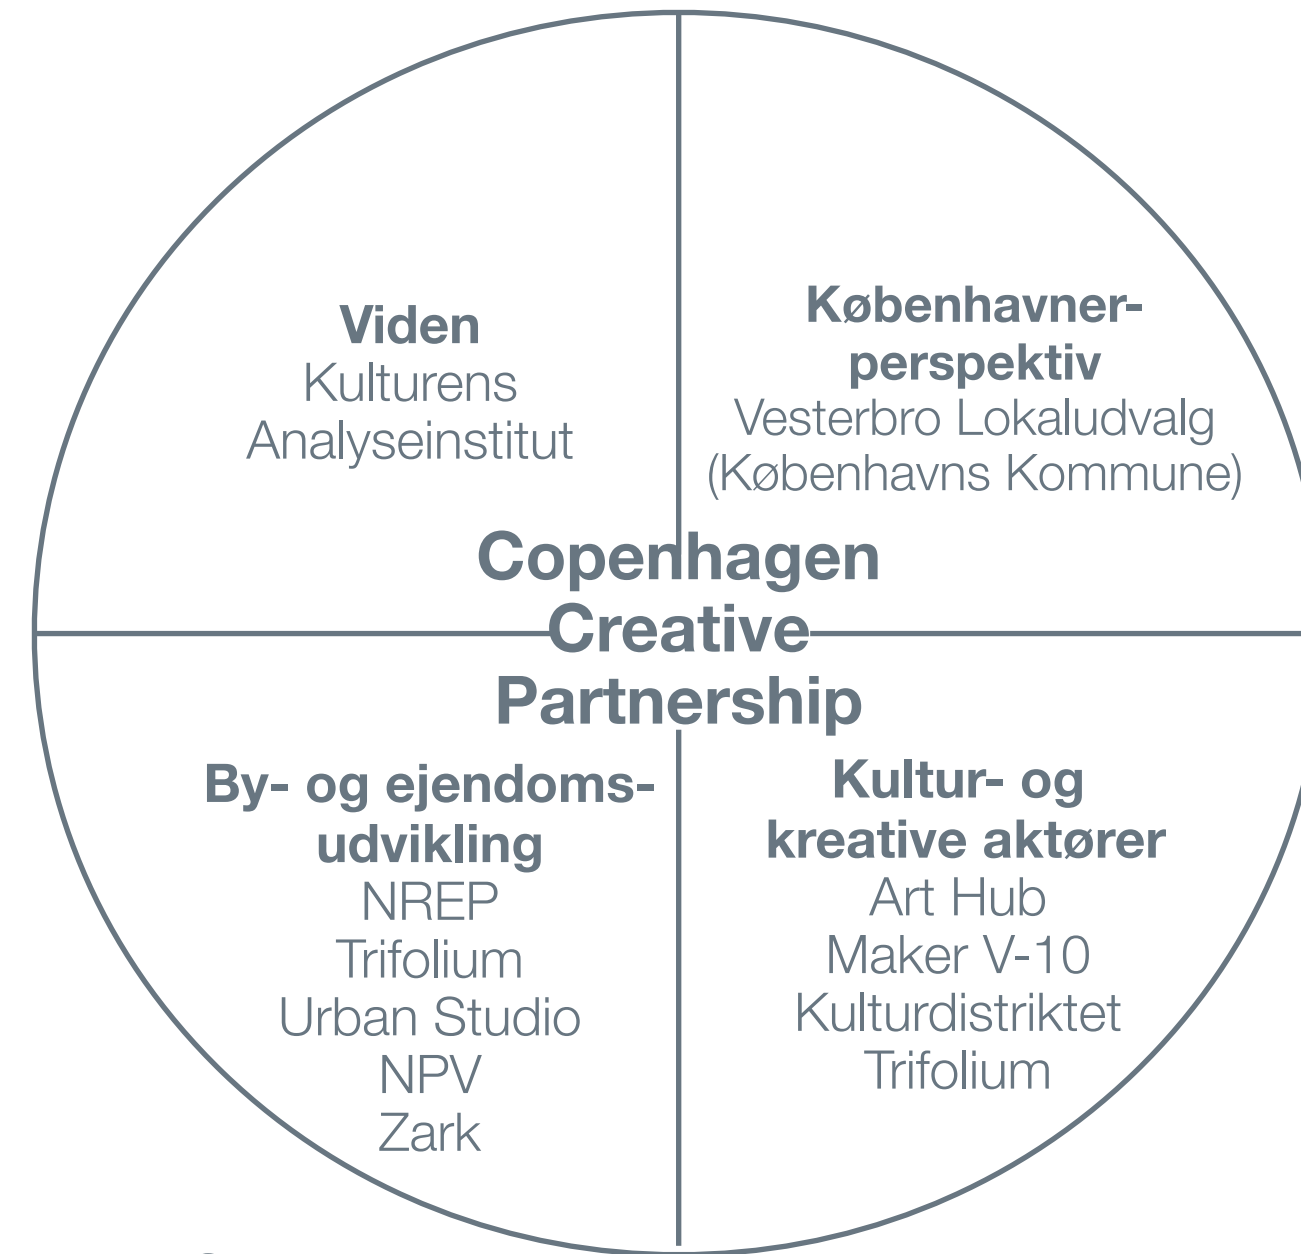 Viden
Kulturens
Analyseinstitut
Københavner-
perspektiv
Vesterbro Lokaludvalg
(Københavns Kommune)
Copenhagen
Creative
Partnership
By- og ejendoms-
udvikling
NREP
Trifolium
Urban Studio
NPV
Zark
Kultur- og
kreative aktører
Art Hub
Maker V-10
Kulturdistriktet
Trifolium